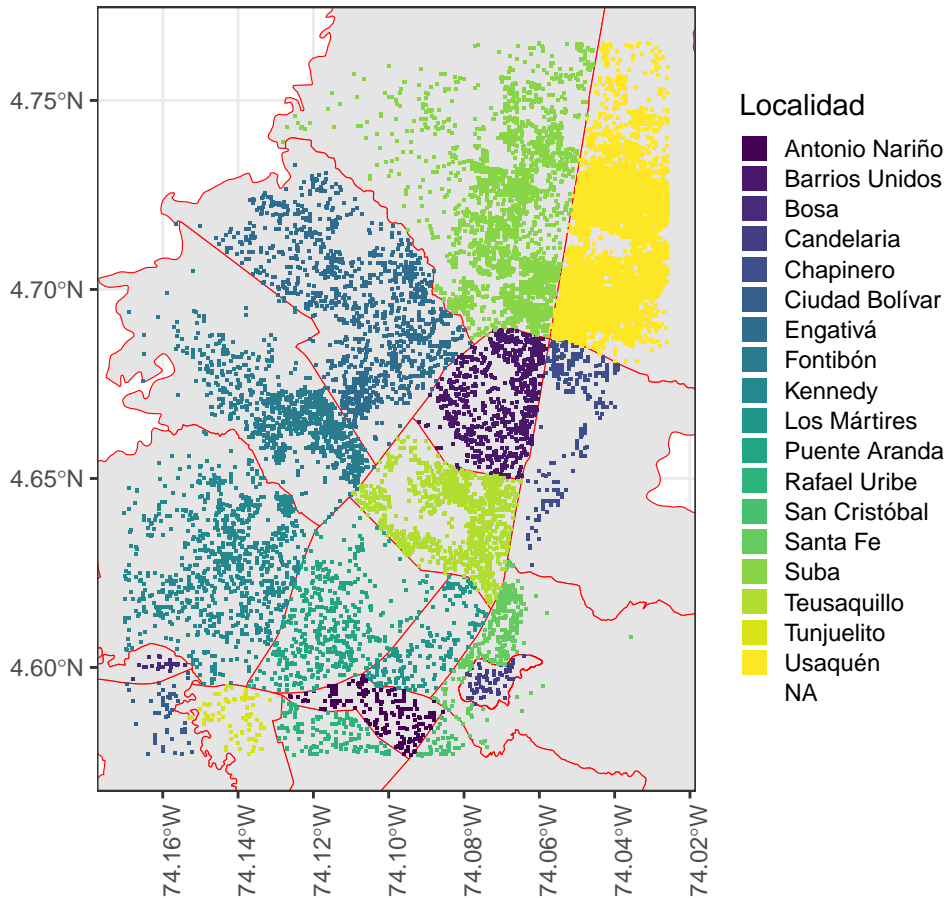 4.75°N
4.70°N
4.65°N
4.60°N
74.16°W
74.14°W
74.12°W
74.10°W
74.08°W
74.06°W
74.04°W
74.02°W
Localidad
Antonio Nariño
Barrios Unidos
Bosa
Candelaria
Chapinero
Ciudad Bolívar
Engativá
Fontibón
Kennedy
Los Mártires
Puente Aranda
Rafael Uribe
San Cristóbal
Santa Fe
Suba
Teusaquillo
Tunjuelito
Usaquén
NA